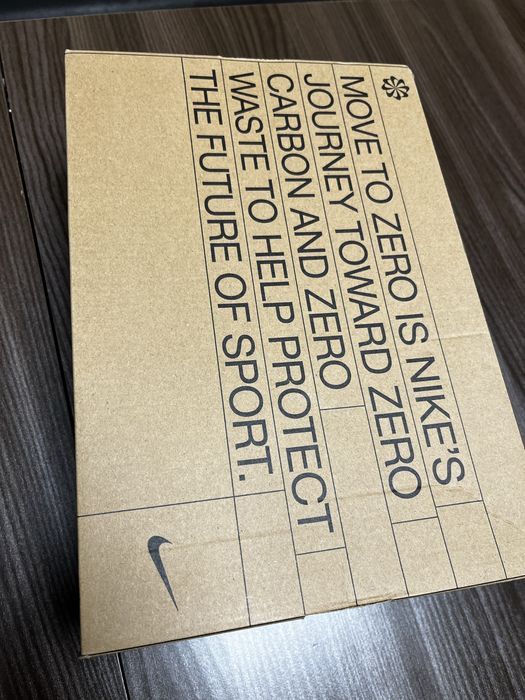 MOVE TO ZERO IS NIKE'S
JOURNEY TOWARD ZERO
CARBON AND ZERO
WASTE TO HELP PROTECT
THE FUTURE OF SPORT.